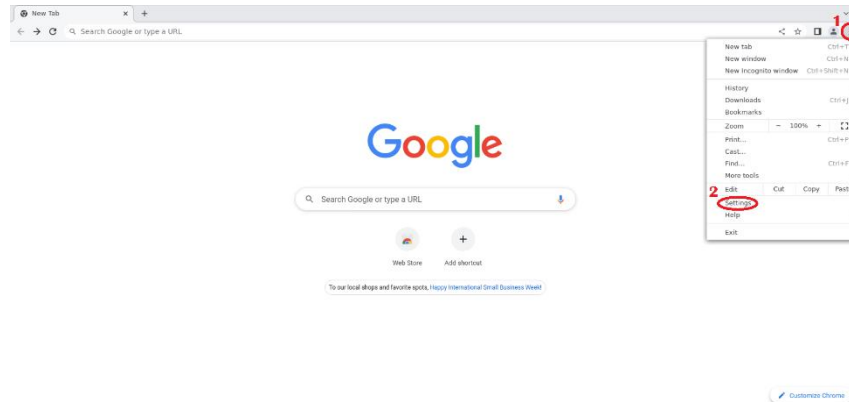 New Tab
Search Google or type a URL
1
New tab Ctrl+T
New window Ctrl+N
New Incognito window Ctrl+Shift+N
History
Downloads Ctrl+J
Bookmarks
Zoom - 100% +
Print... Ctrl+P
Cast...
Find... Ctrl+F
More tools
2 Edit Cut Copy Past
Settings
Help
Exit
Google
Search Google or type a URL
Web Store Add shortcut
To our local shops and favorite spots, Happy International Small Business Week!
Customize Chrome